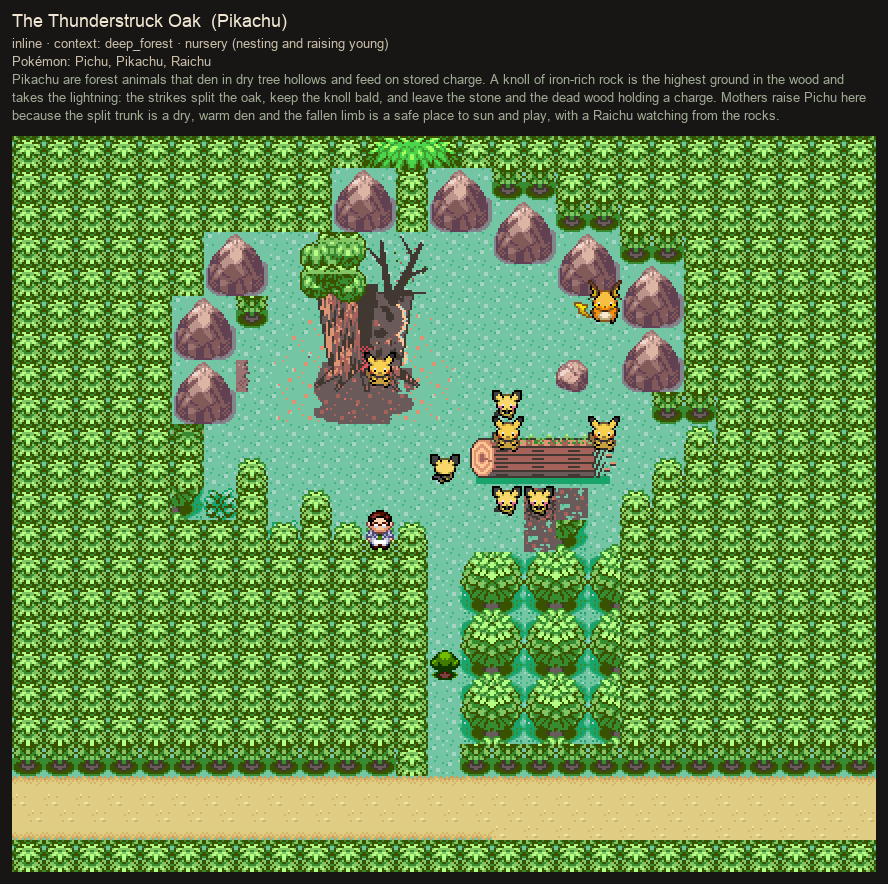 The Thunderstruck Oak (Pikachu)
inline · context: deep_forest · nursery (nesting and raising young)
Pokémon: Pichu, Pikachu, Raichu
Pikachu are forest animals that den in dry tree hollows and feed on stored charge. A knoll of iron-rich rock is the highest ground in the wood and
takes the lightning: the strikes split the oak, keep the knoll bald, and leave the stone and the dead wood holding a charge. Mothers raise Pichu here
because the split trunk is a dry, warm den and the fallen limb is a safe place to sun and play, with a Raichu watching from the rocks.